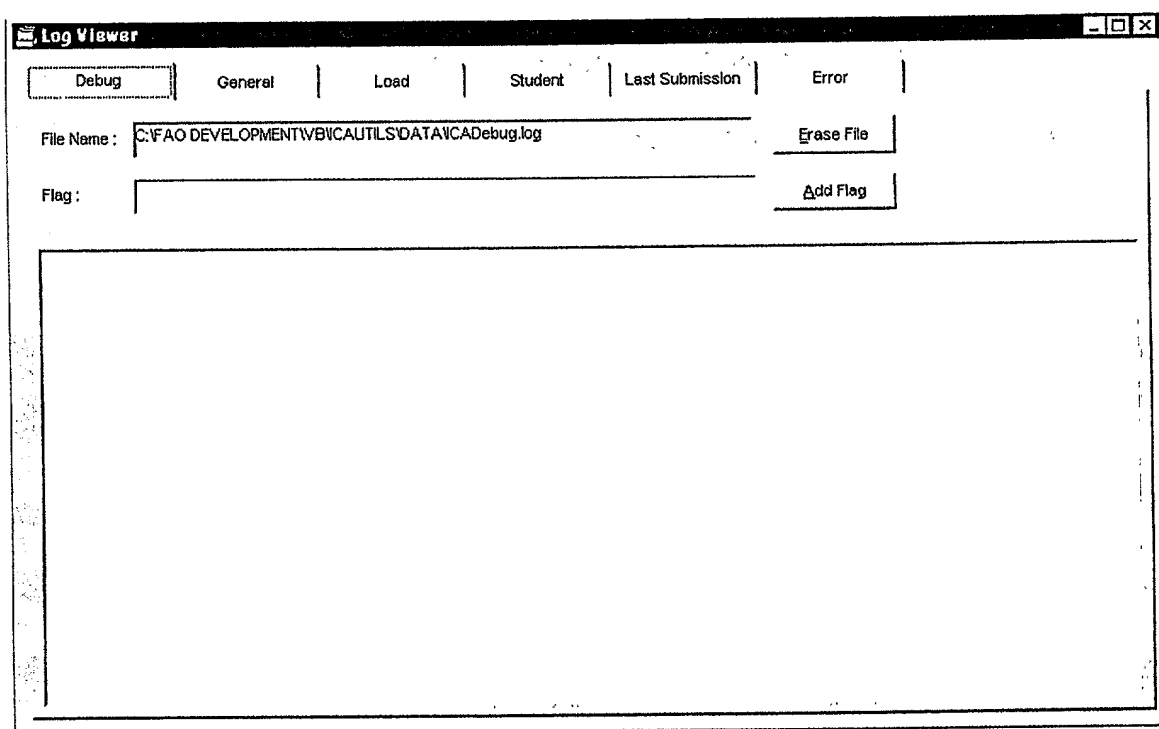 Log Viewer
Debug General Load Student Last Submission Error
File Name : C:\FAO DEVELOPMENT\VB\ICAUTILS\DATA\ICADebug.log Erase File
Flag : Add Flag